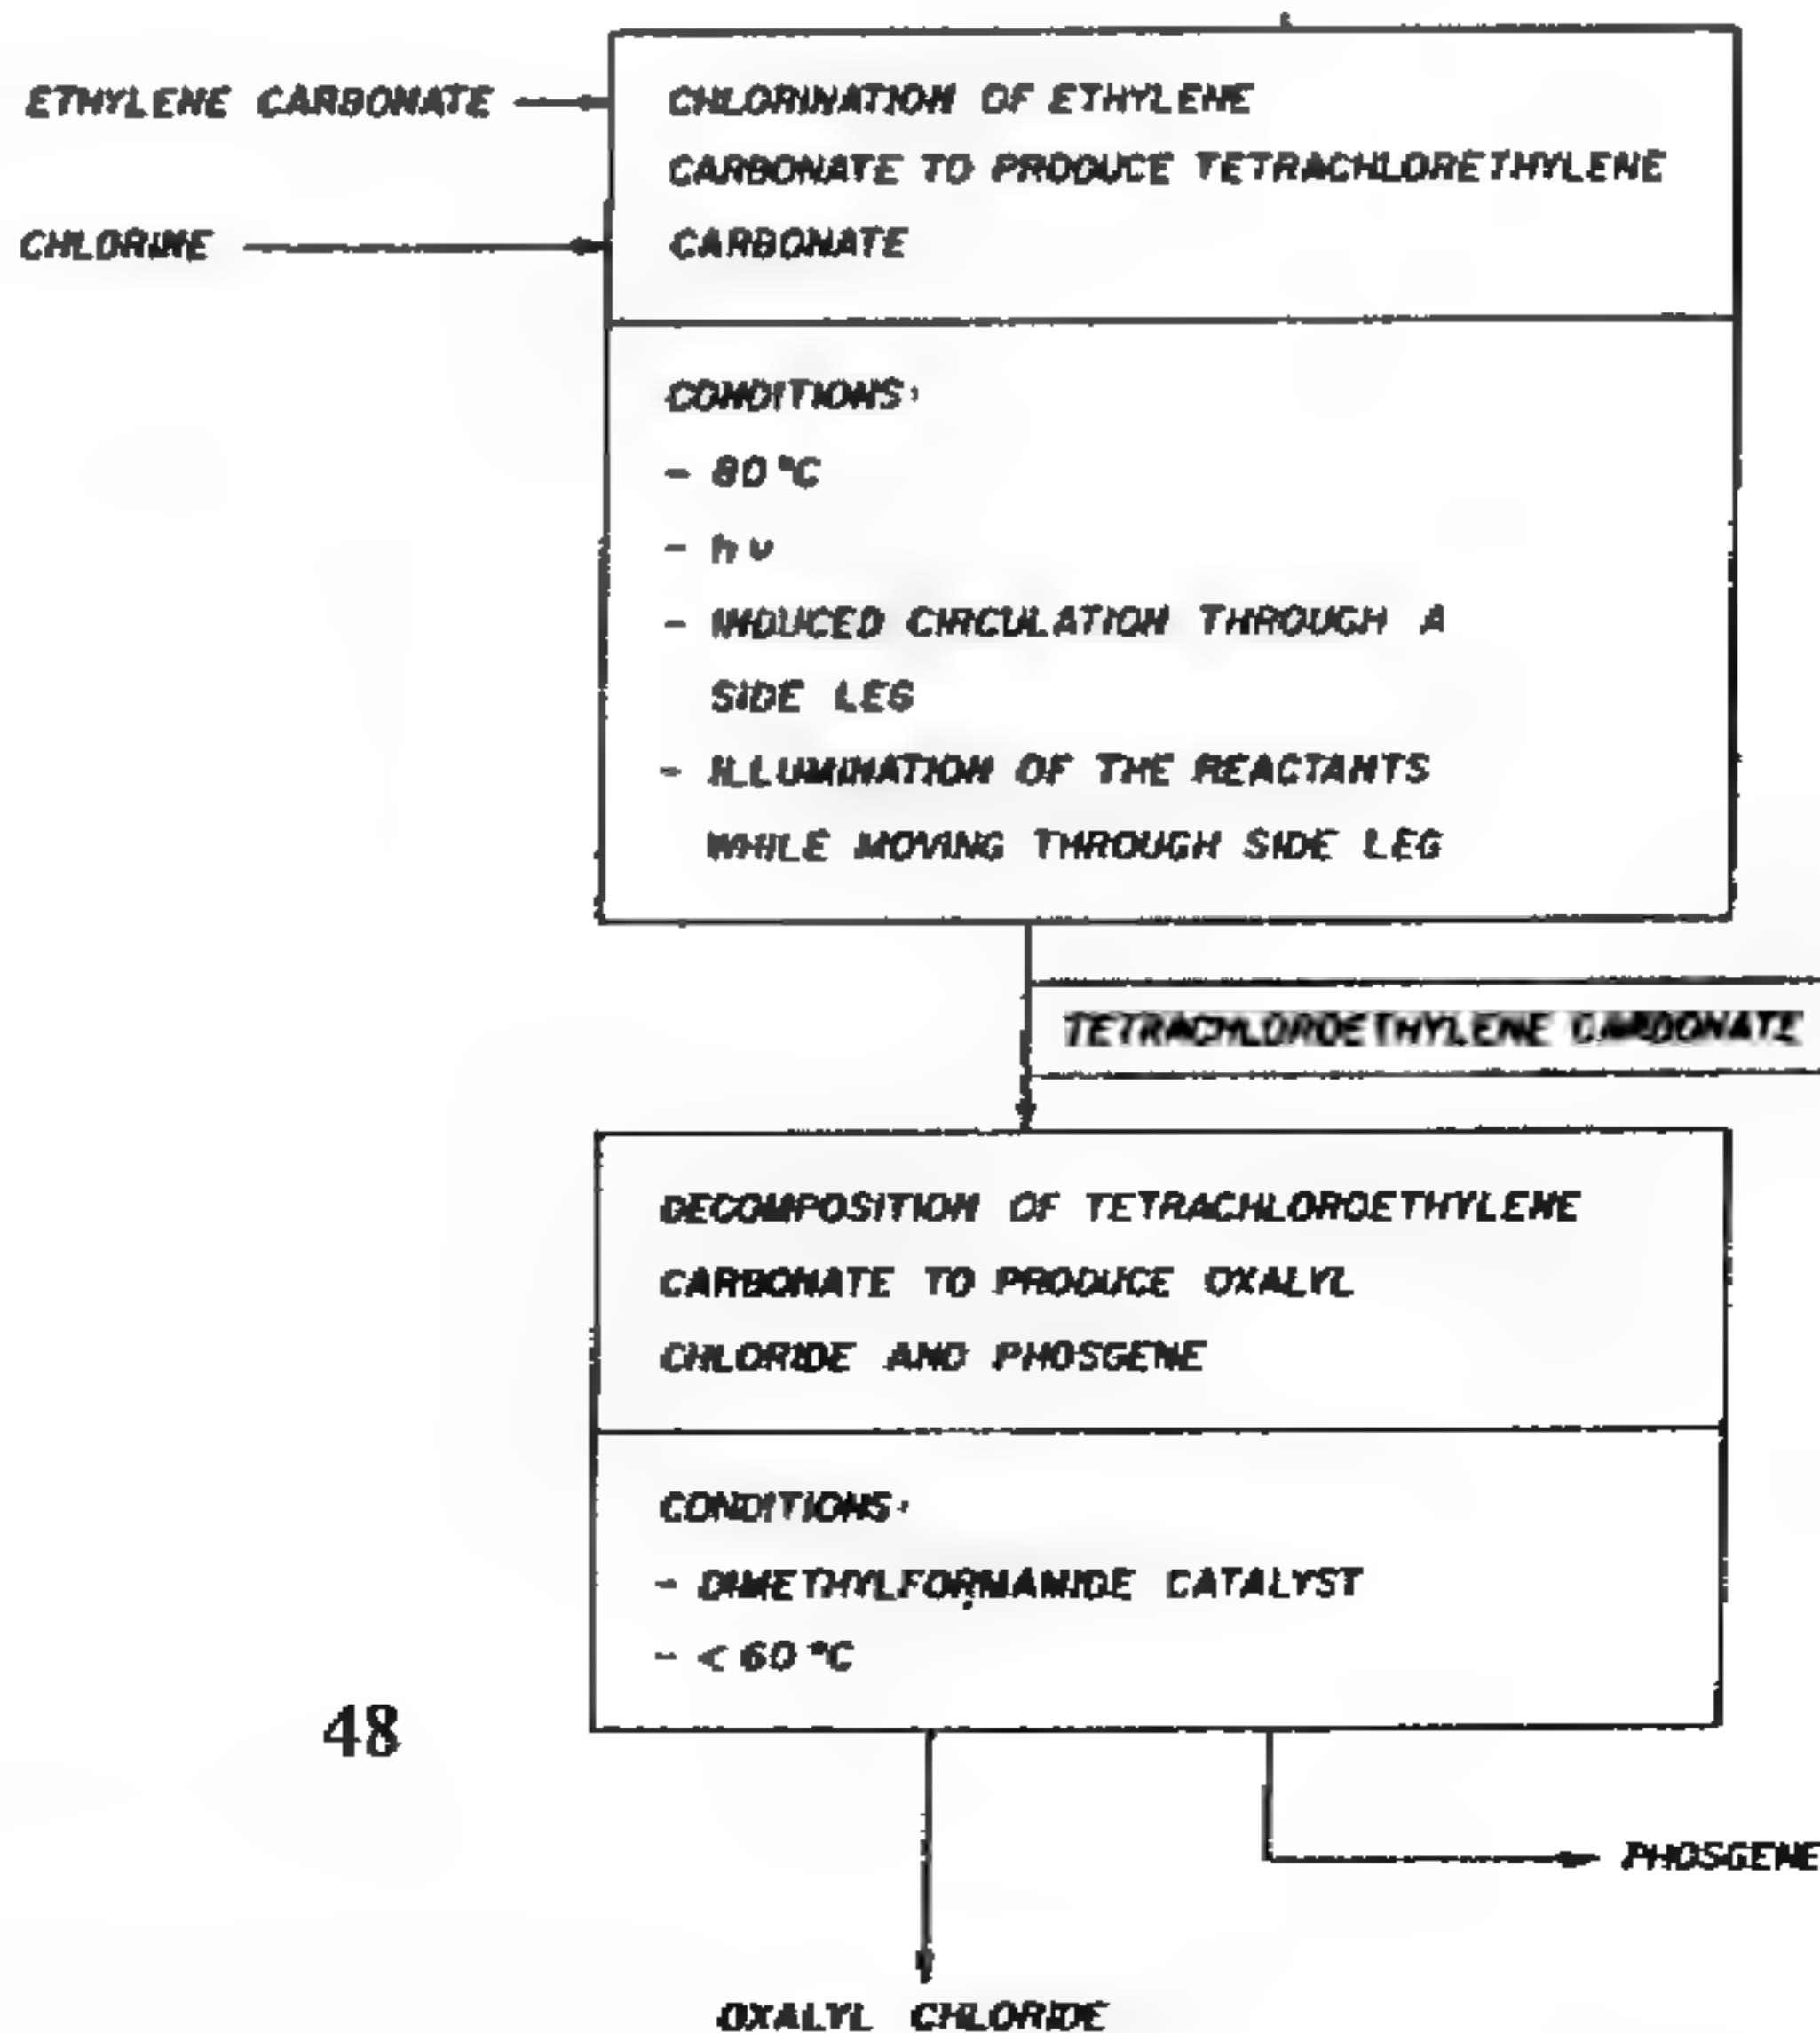 ETHYLENE CARBONATE
CHLORINE
CHLORINATION OF ETHYLENE
CARBONATE TO PRODUCE TETRACHLORETHYLENE
CARBONATE
CONDITIONS:
- 80°C
- hν
- INDUCED CIRCULATION THROUGH A
SIDE LEG
- ILLUMINATION OF THE REACTANTS
WHILE MOVING THROUGH SIDE LEG
TETRACHLOROETHYLENE CARBONATE
DECOMPOSITION OF TETRACHLOROETHYLENE
CARBONATE TO PRODUCE OXALYL
CHLORIDE AND PHOSGENE
CONDITIONS:
- DIMETHYLFORMAMIDE CATALYST
- < 60°C
48
PHOSGENE
OXALYL CHLORIDE